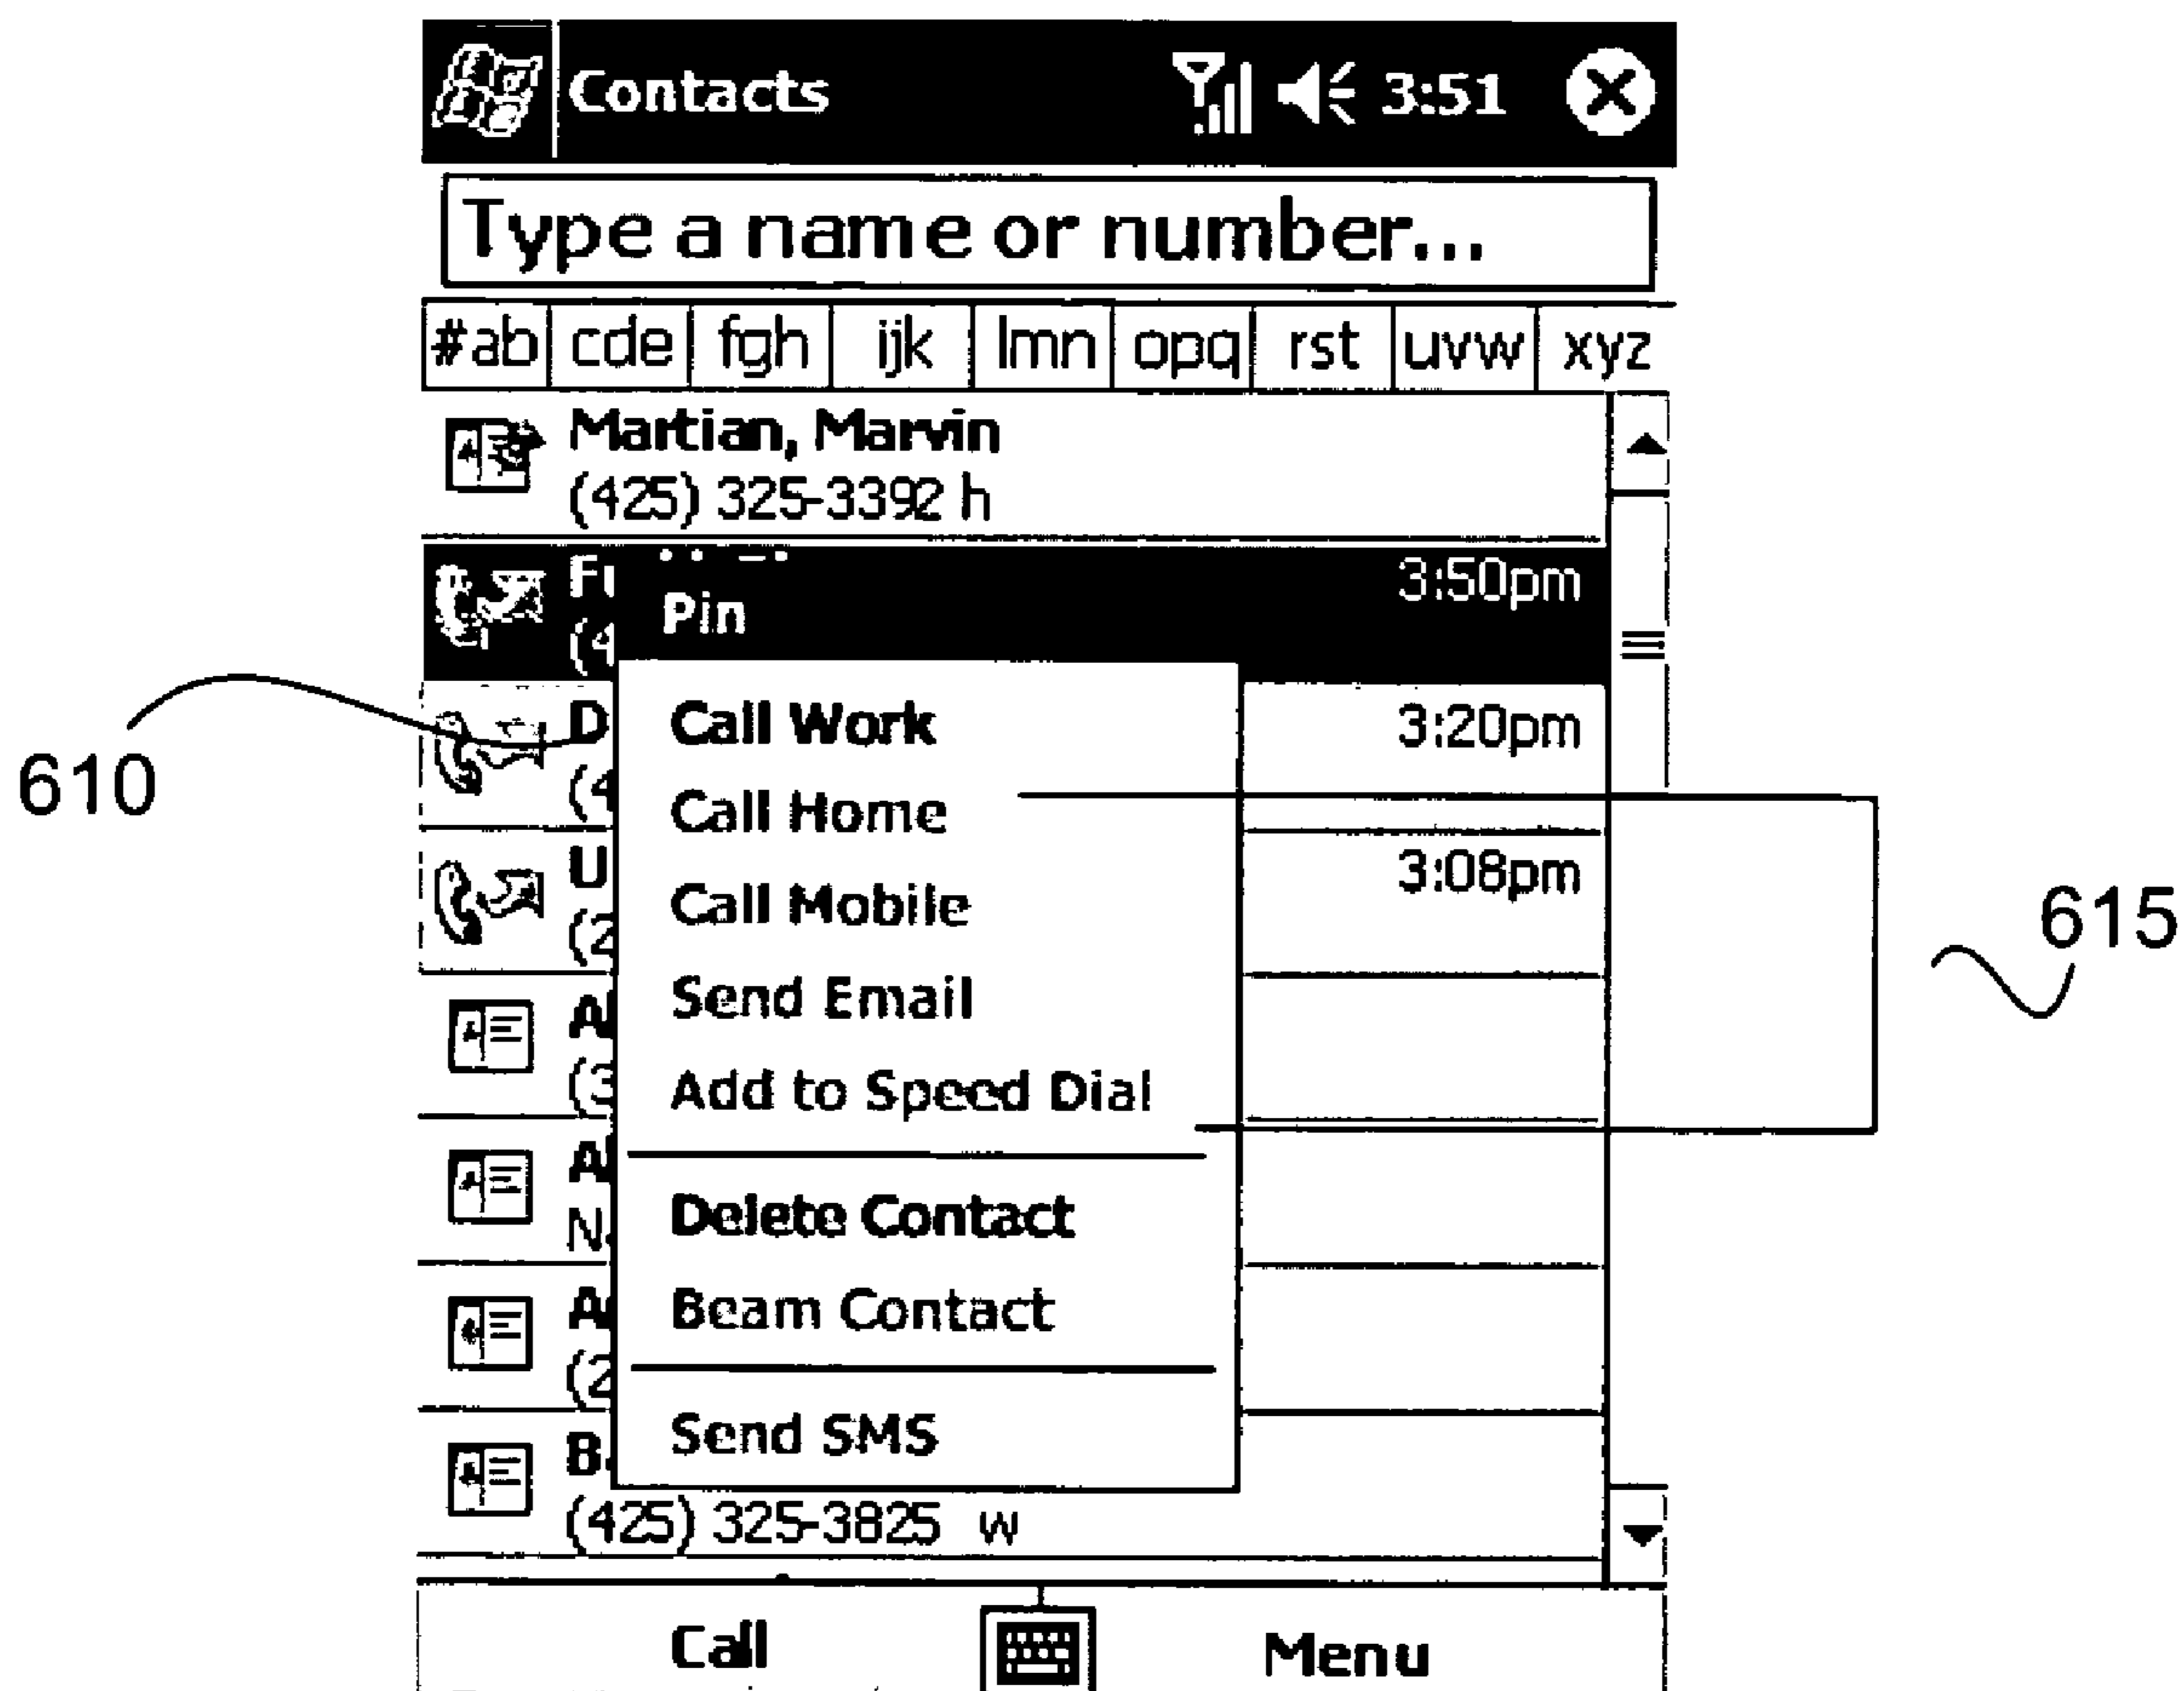 Contacts 3:51
Type a name or number...
#ab cde fgh ijk lmn opq rst uvw xyz
Martian, Marvin
(425) 325-3392 h
3:50pm
Pin
Call Work 3:20pm
610
Call Home
Call Mobile 3:08pm
615
Send Email
Add to Speed Dial
Delete Contact
Beam Contact
Send SMS
(425) 325-3825 w
Call Menu